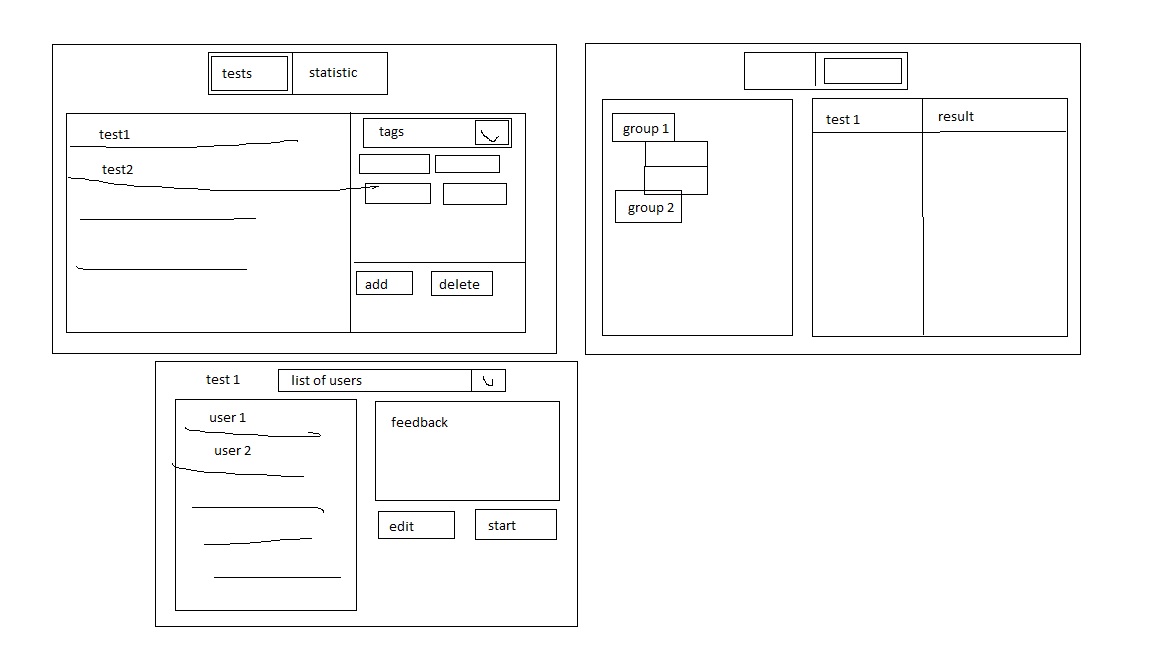 tests
statistic
test1
test2
tags
add
delete
group 1
group 2
test 1
result
test 1
list of users
user 1
user 2
feedback
edit
start